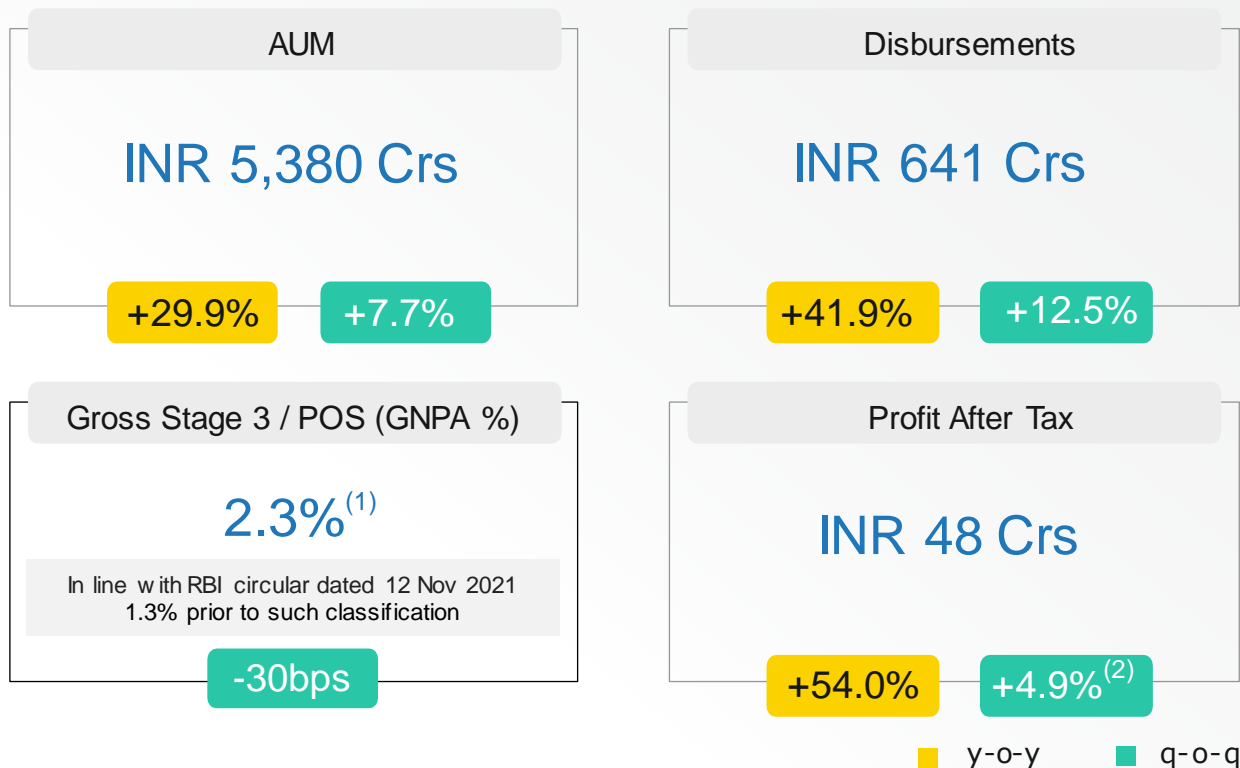 AUM
INR 5,380 Crs
+29.9%
+7.7%
Disbursements
INR 641 Crs
+41.9%
+12.5%
Gross Stage 3 / POS (GNPA %)
2.3%(1)
In line with RBI circular dated 12 Nov 2021
1.3% prior to such classification
-30bps
Profit After Tax
INR 48 Crs
+54.0%
+4.9%(2)
y-o-y
q-o-q